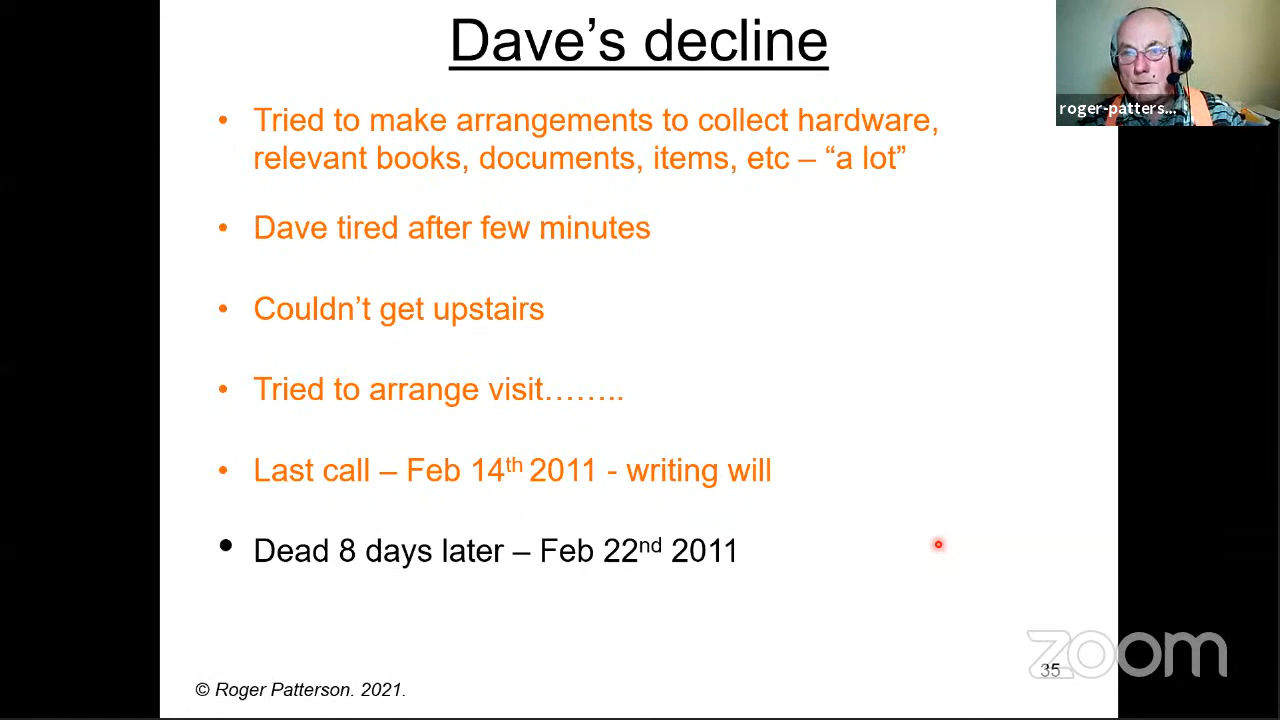 Dave's decline
roger-patters...
• Tried to make arrangements to collect hardware,
relevant books, documents, items, etc – “a lot”
• Dave tired after few minutes
• Couldn't get upstairs
• Tried to arrange visit……..
• Last call – Feb 14th 2011 - writing will
• Dead 8 days later – Feb 22nd 2011
zoom
35
© Roger Patterson. 2021.